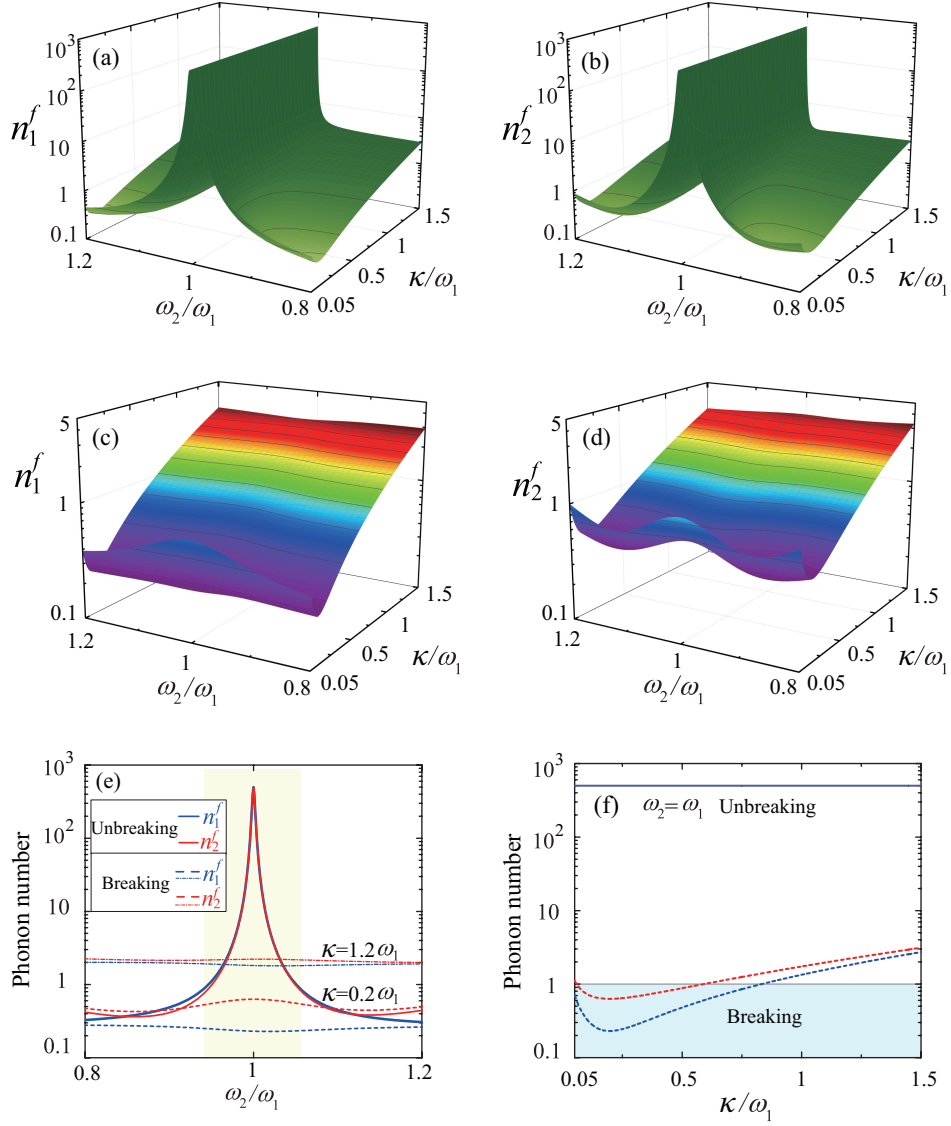 (a)
n₁ᶠ
10³
10²
10
1
0.1
1.2
1
0.8
ω₂/ω₁
0.05
0.5
1
1.5
κ/ω₁
(b)
n₂ᶠ
10³
10²
10
1
0.1
1.2
1
0.8
ω₂/ω₁
0.05
0.5
1
1.5
κ/ω₁
(c)
n₁ᶠ
5
1
0.1
1.2
1
0.8
ω₂/ω₁
0.05
0.5
1
1.5
κ/ω₁
(d)
n₂ᶠ
5
1
0.1
1.2
1
0.8
ω₂/ω₁
0.05
0.5
1
1.5
κ/ω₁
(e)
Phonon number
10³
10²
10
1
0.1
Unbreaking
n₁ᶠ
n₂ᶠ
Breaking
n₁ᶠ
n₂ᶠ
κ=1.2ω₁
κ=0.2ω₁
0.8
1
1.2
ω₂/ω₁
(f)
Phonon number
10³
10²
10
1
0.1
ω₂=ω₁
Unbreaking
Breaking
0.05
0.5
1
1.5
κ/ω₁